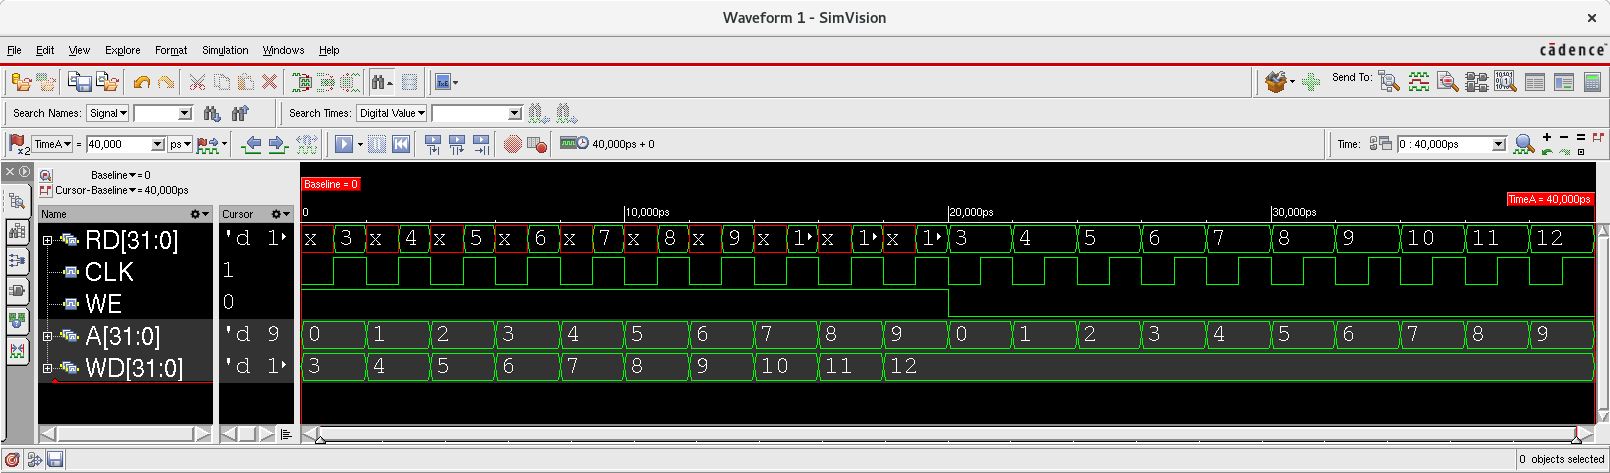 Waveform 1 - SimVision
File Edit View Explore Format Simulation Windows Help cādence
Send To:
Search Names: Signal Search Times: Digital Value
TimeA = 40,000 ps 40,000ps + 0 Time: 0 : 40,000ps
Baseline = 0
Cursor-Baseline = 40,000ps
Baseline = 0
TimeA = 40,000ps
Name Cursor 0 10,000ps 20,000ps 30,000ps
RD[31:0] 'd 1 x 3 x 4 x 5 x 6 x 7 x 8 x 9 x 1 x 1 x 1 3 4 5 6 7 8 9 10 11 12
CLK 1
WE 0
A[31:0] 'd 9 0 1 2 3 4 5 6 7 8 9 0 1 2 3 4 5 6 7 8 9
WD[31:0] 'd 1 3 4 5 6 7 8 9 10 11 12
0 objects selected